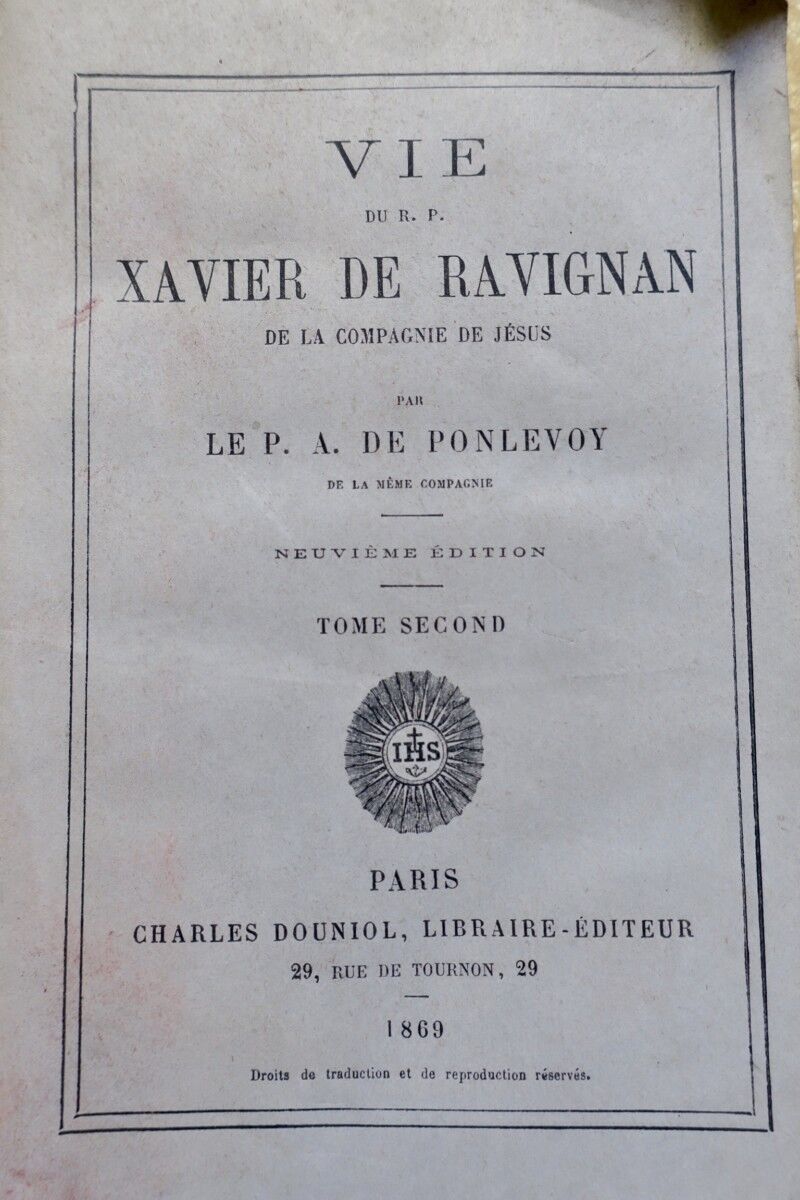 VIE
DU R. P.
XAVIER DE RAVIGNAN
DE LA COMPAGNIE DE JÉSUS
PAR
LE P. A. DE PONLEVOY
DE LA MÊME COMPAGNIE
NEUVIÈME ÉDITION
TOME SECOND
IHS
PARIS
CHARLES DOUNIOL, LIBRAIRE-ÉDITEUR
29, RUE DE TOURNON, 29
1869
Droits de traduction et de reproduction réservés.